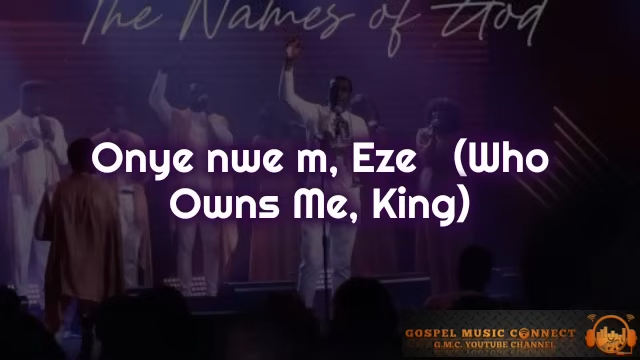 The Names of God
Onye nwe m, Eze (Who
Owns Me, King)
GOSPEL MUSIC CONNECT
G.M.C. YOUTUBE CHANNEL